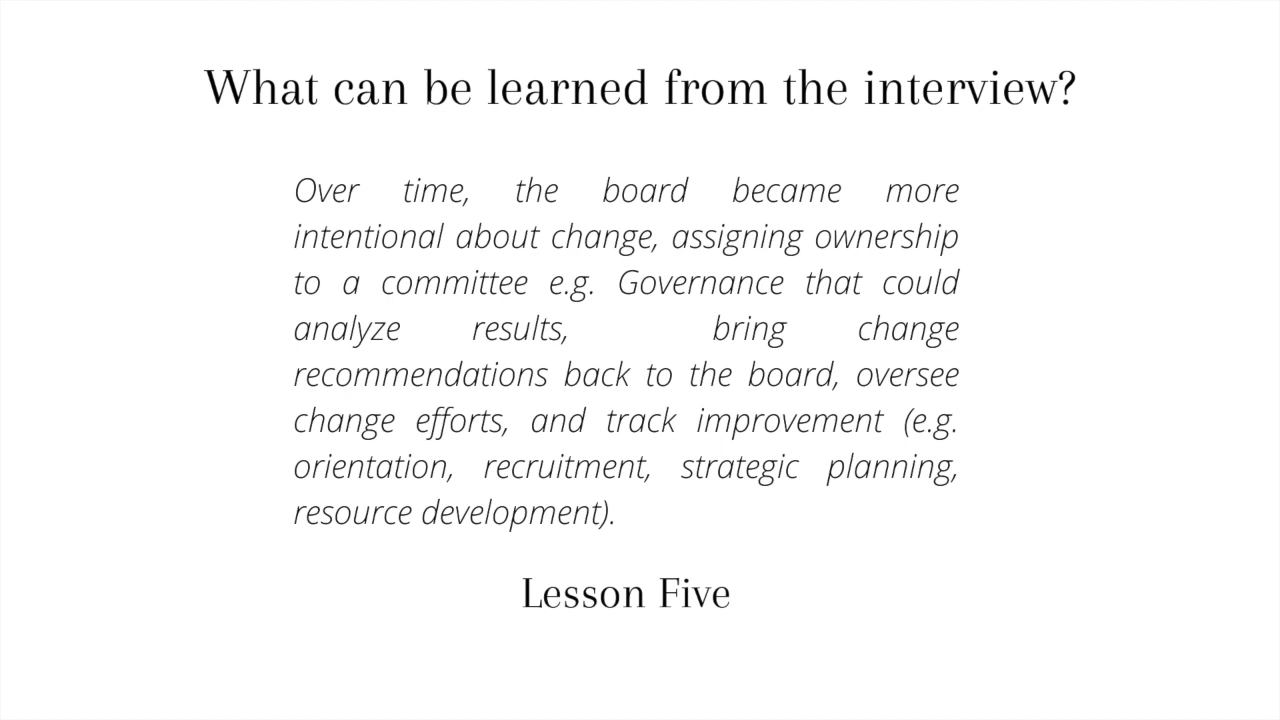 What can be learned from the interview?
Over time, the board became more
intentional about change, assigning ownership
to a committee e.g. Governance that could
analyze results, bring change
recommendations back to the board, oversee
change efforts, and track improvement (e.g.
orientation, recruitment, strategic planning,
resource development).
Lesson Five